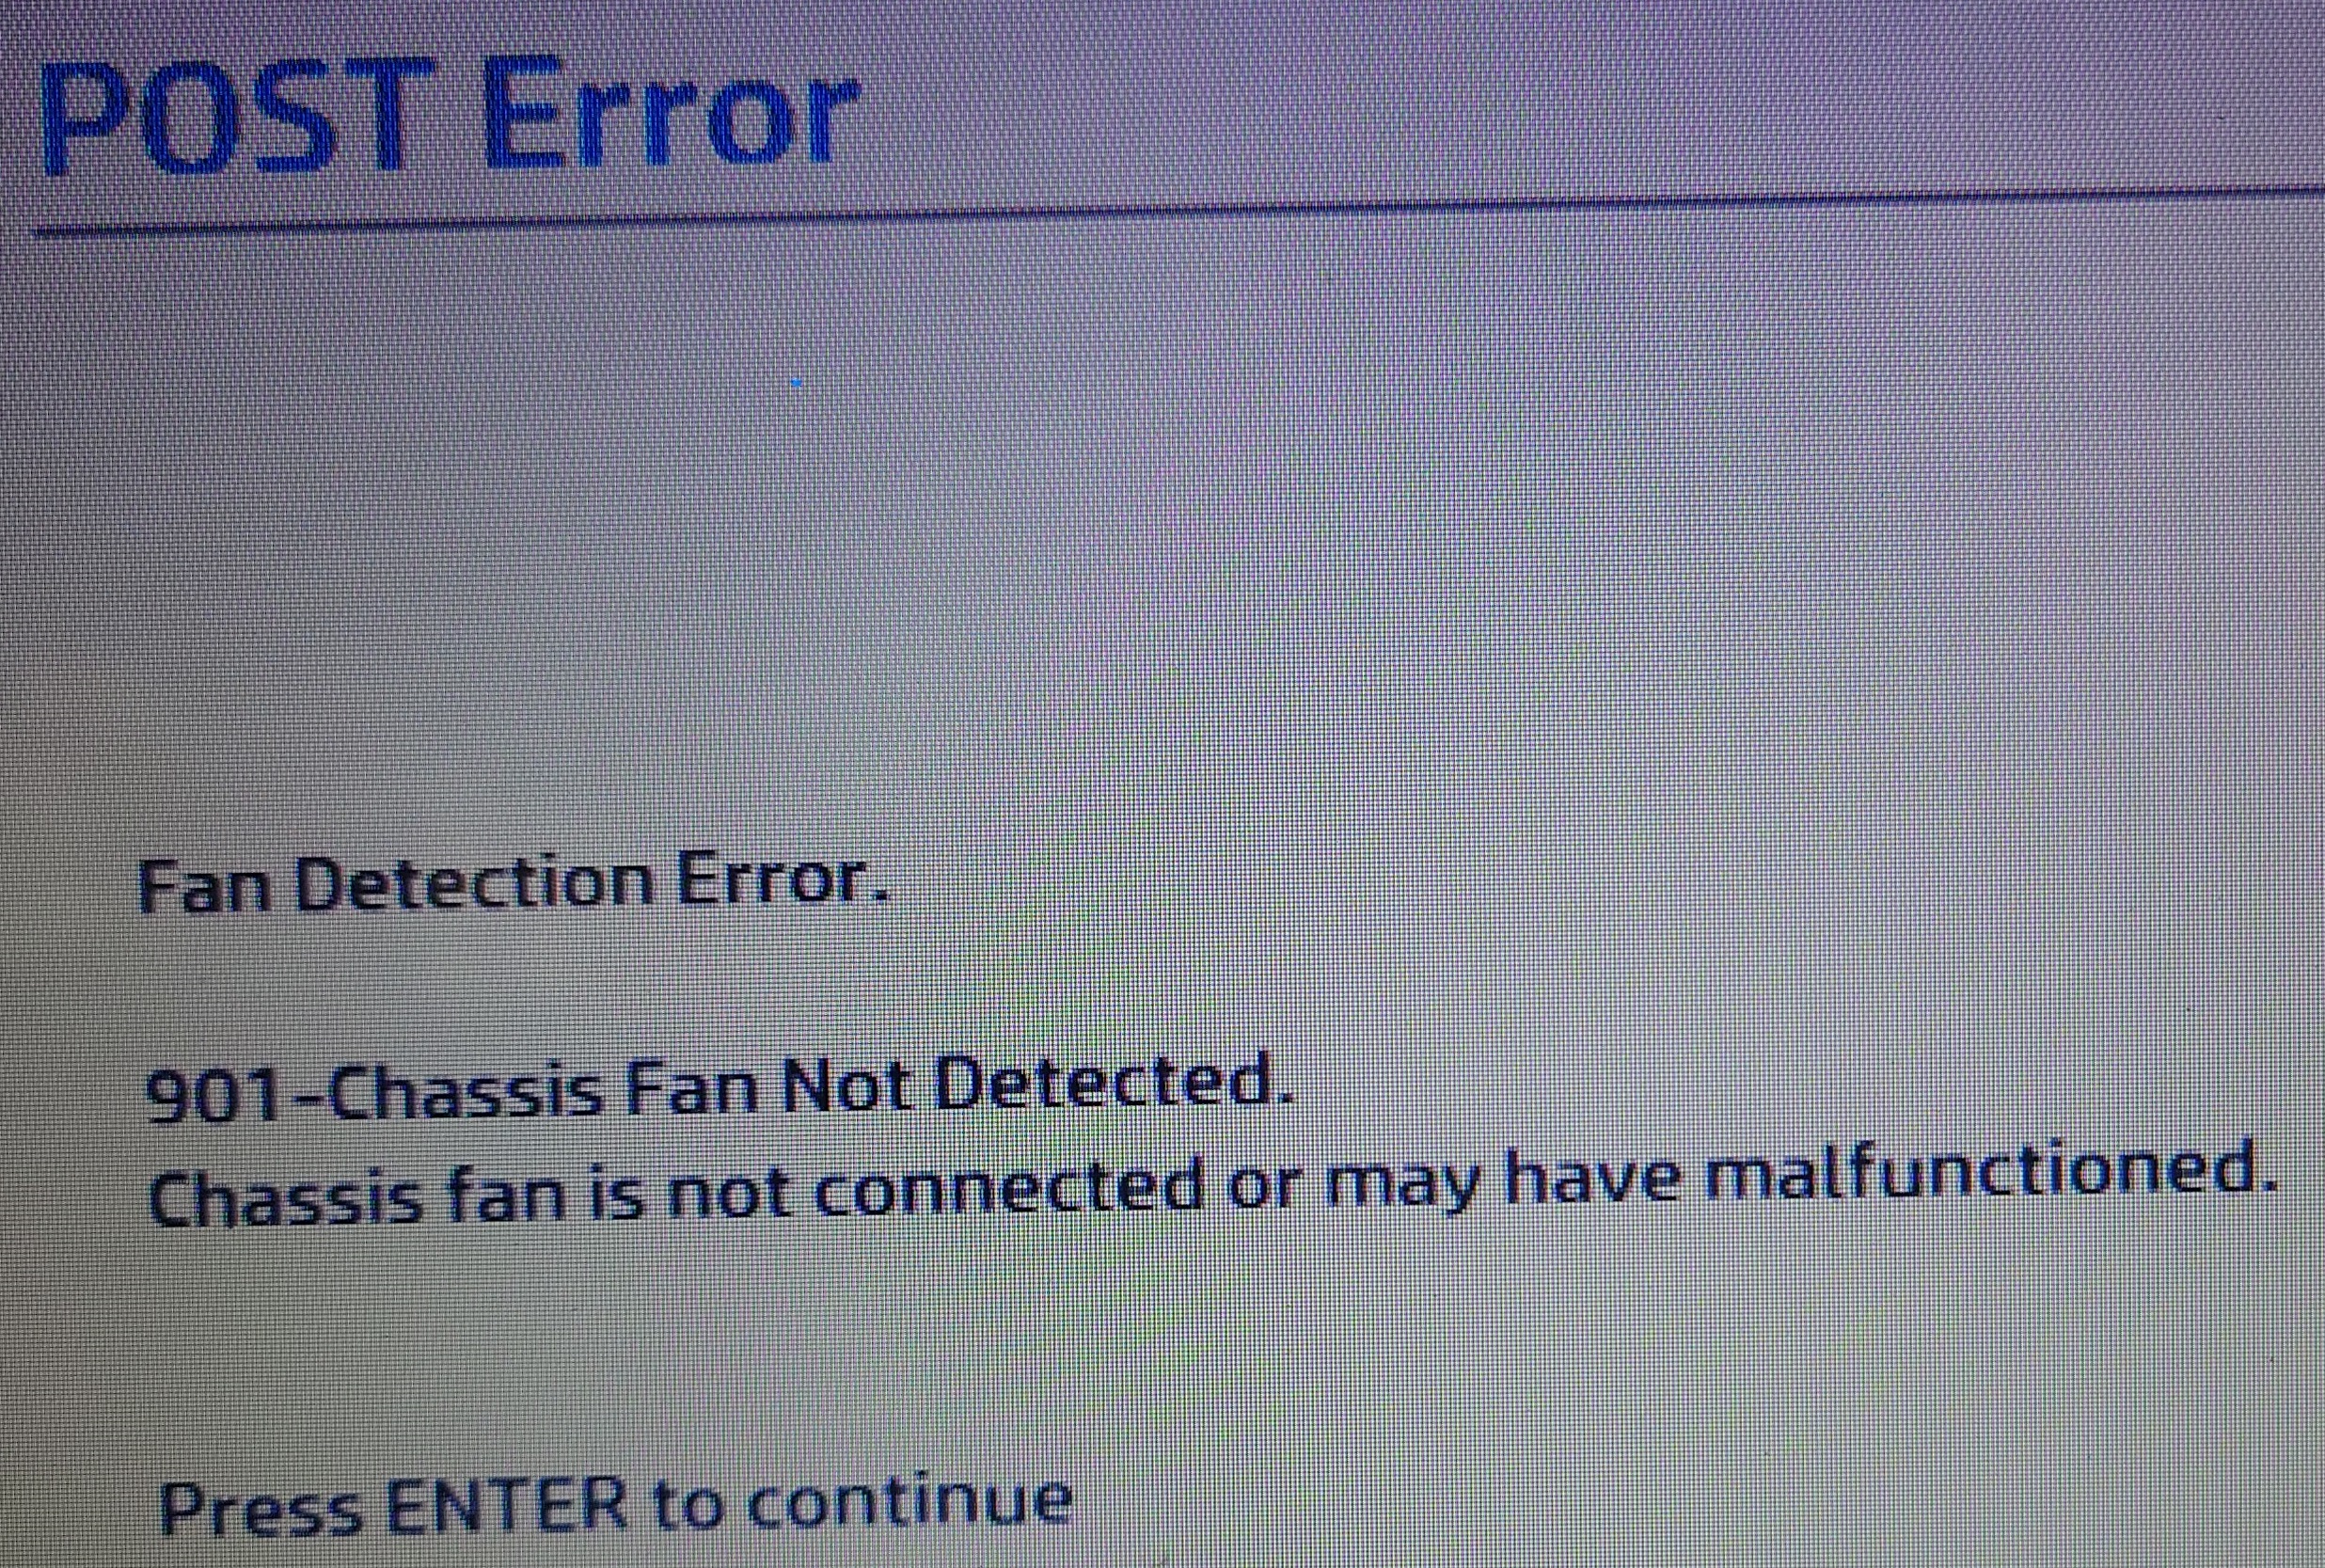 POST Error
Fan Detection Error.
901-Chassis Fan Not Detected.
Chassis fan is not connected or may have malfunctioned.
Press ENTER to continue